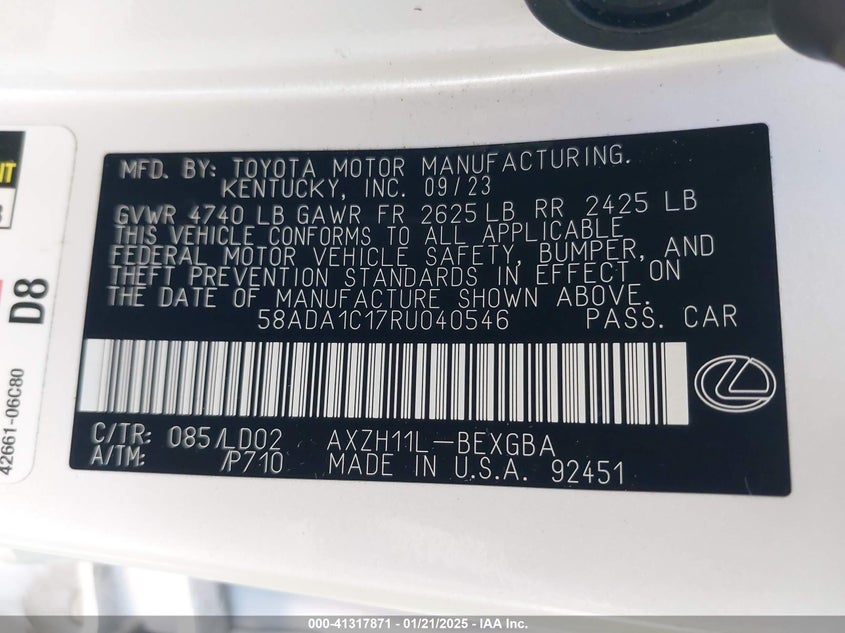 MFD. BY: TOYOTA MOTOR MANUFACTURING.
KENTUCKY, INC. 09/23
GVWR 4740 LB GAWR FR 2625 LB RR 2425 LB
THIS VEHICLE CONFORMS TO ALL APPLICABLE
FEDERAL MOTOR VEHICLE SAFETY, BUMPER, AND
THEFT PREVENTION STANDARDS IN EFFECT ON
THE DATE OF MANUFACTURE SHOWN ABOVE.
58ADA1C17RU040546 PASS. CAR
C/TR: 085/LD02 AXZH11L-BEXGBA
A/TM: /P710 MADE IN U.S.A. 92451
D8
42661-06C80
000-41317871 | 01/21/2025 - IAA Inc.